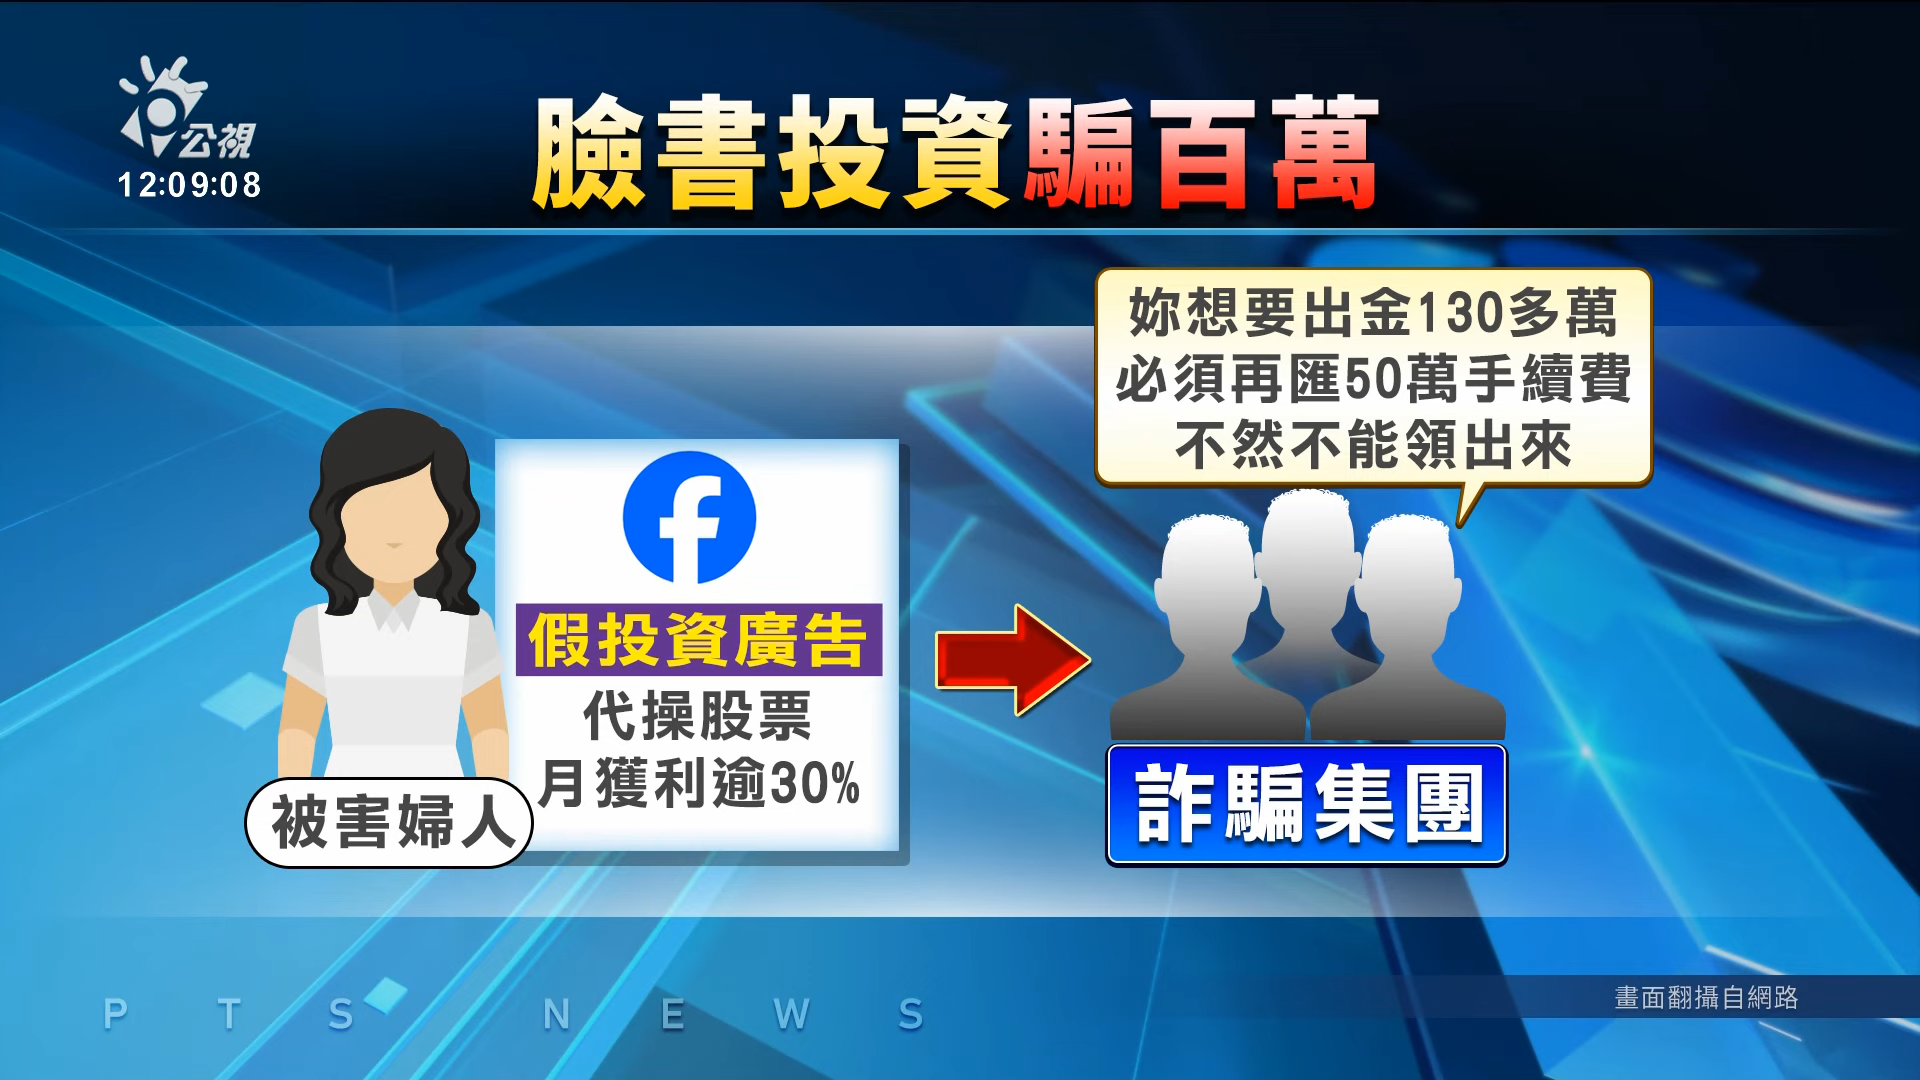 公視
12:09:08
臉書投資騙百萬
妳想要出金130多萬
必須再匯50萬手續費
不然不能領出來
假投資廣告
代操股票
月獲利逾30%
被害婦人
詐騙集團
畫面翻攝自網路
PTS NEWS